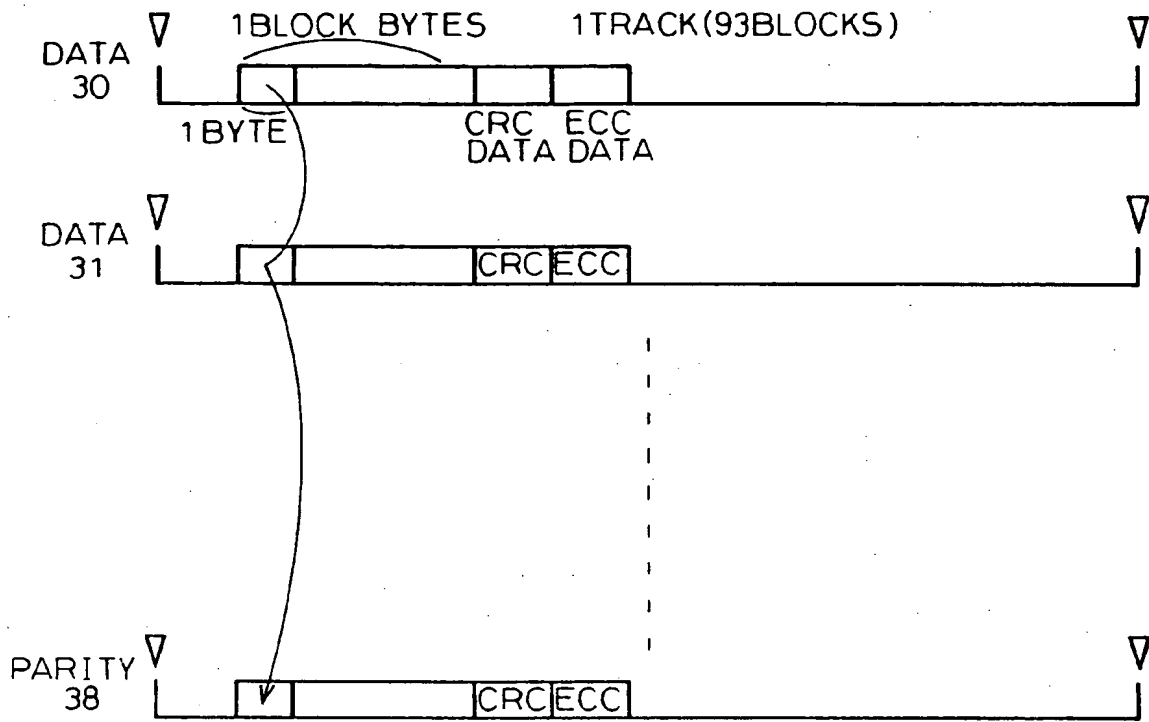 1BLOCK BYTES 1TRACK(93BLOCKS)
DATA
30
1BYTE
CRC
DATA
ECC
DATA
DATA
31
CRC ECC
PARITY
38
CRC ECC